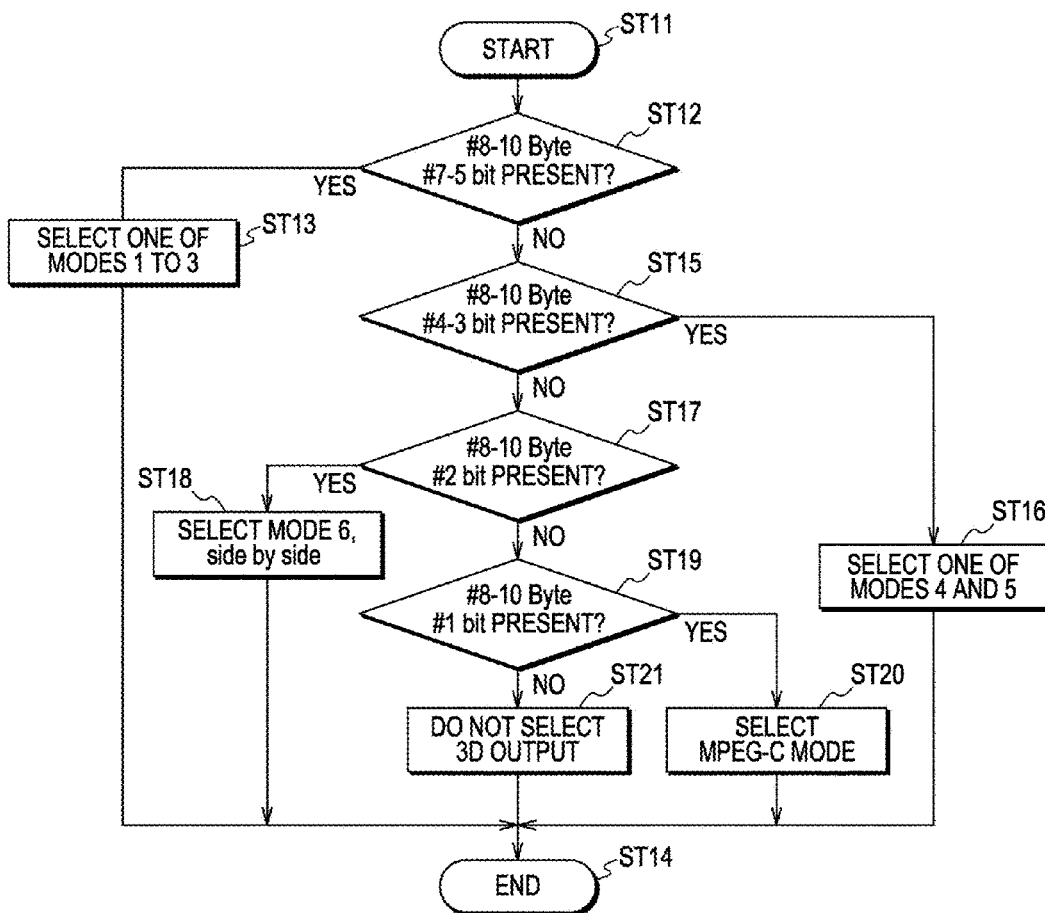 START
ST11
#8-10 Byte
#7-5 bit PRESENT?
ST12
YES
NO
SELECT ONE OF
MODES 1 TO 3
ST13
#8-10 Byte
#4-3 bit PRESENT?
ST15
YES
NO
#8-10 Byte
#2 bit PRESENT?
ST17
YES
NO
ST18
SELECT MODE 6,
side by side
ST16
SELECT ONE OF
MODES 4 AND 5
#8-10 Byte
#1 bit PRESENT?
ST19
YES
NO
ST21
DO NOT SELECT
3D OUTPUT
ST20
SELECT
MPEG-C MODE
END
ST14